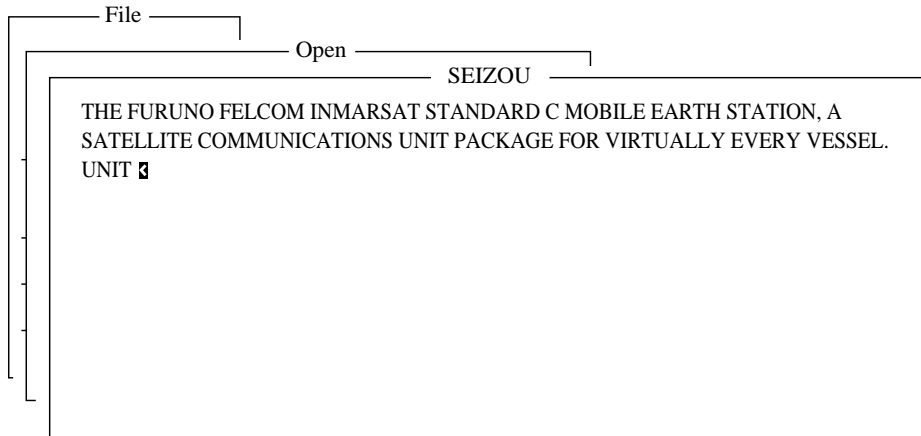 File
Open
SEIZOU
THE FURUNO FELCOM INMARSAT STANDARD C MOBILE EARTH STATION, A
SATELLITE COMMUNICATIONS UNIT PACKAGE FOR VIRTUALLY EVERY VESSEL.
UNIT